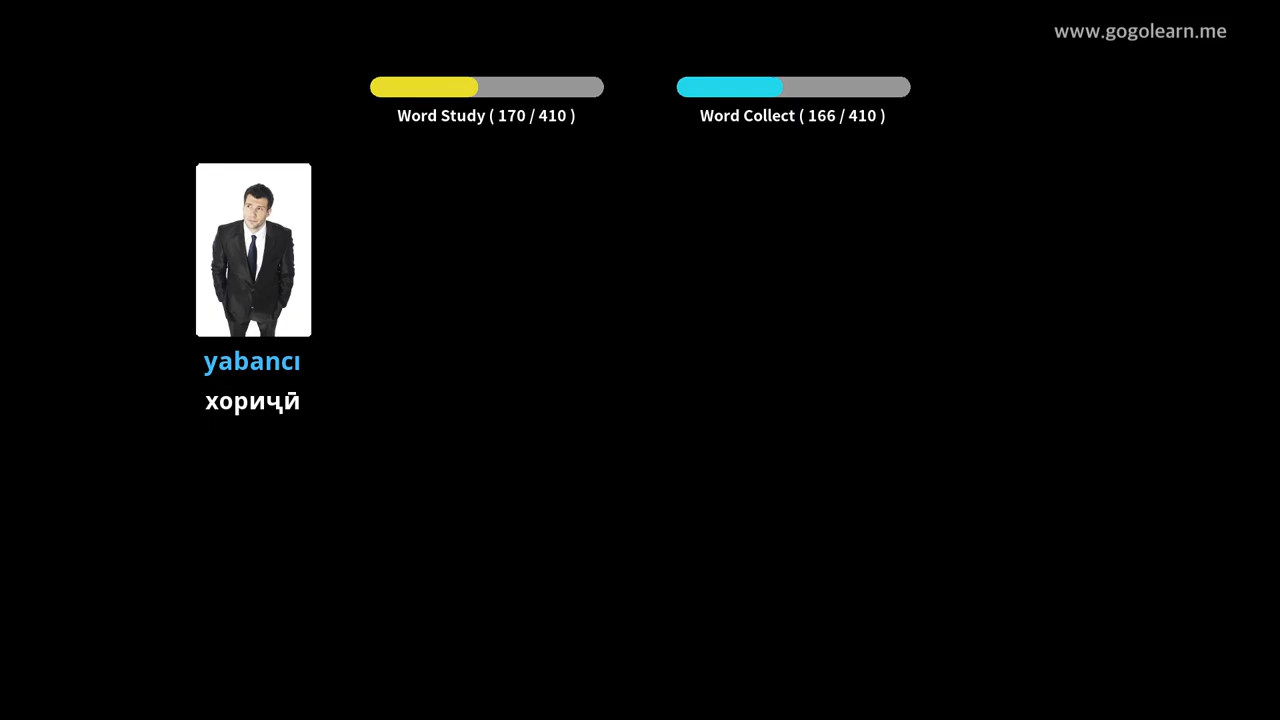 www.gogolearn.me
Word Study ( 170 / 410 )
Word Collect ( 166 / 410 )
yabancı
хориҷӣ